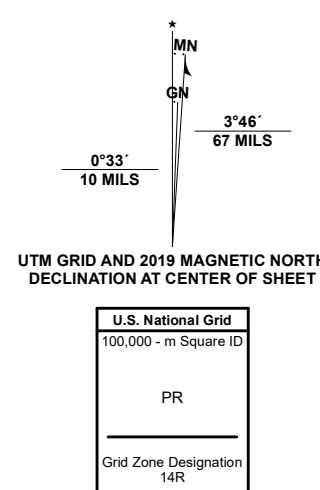 MN
GN
3°46´
67 MILS
0°33´
10 MILS
UTM GRID AND 2019 MAGNETIC NORTH
DECLINATION AT CENTER OF SHEET
U.S. National Grid
100,000 - m Square ID
PR
Grid Zone Designation
14R